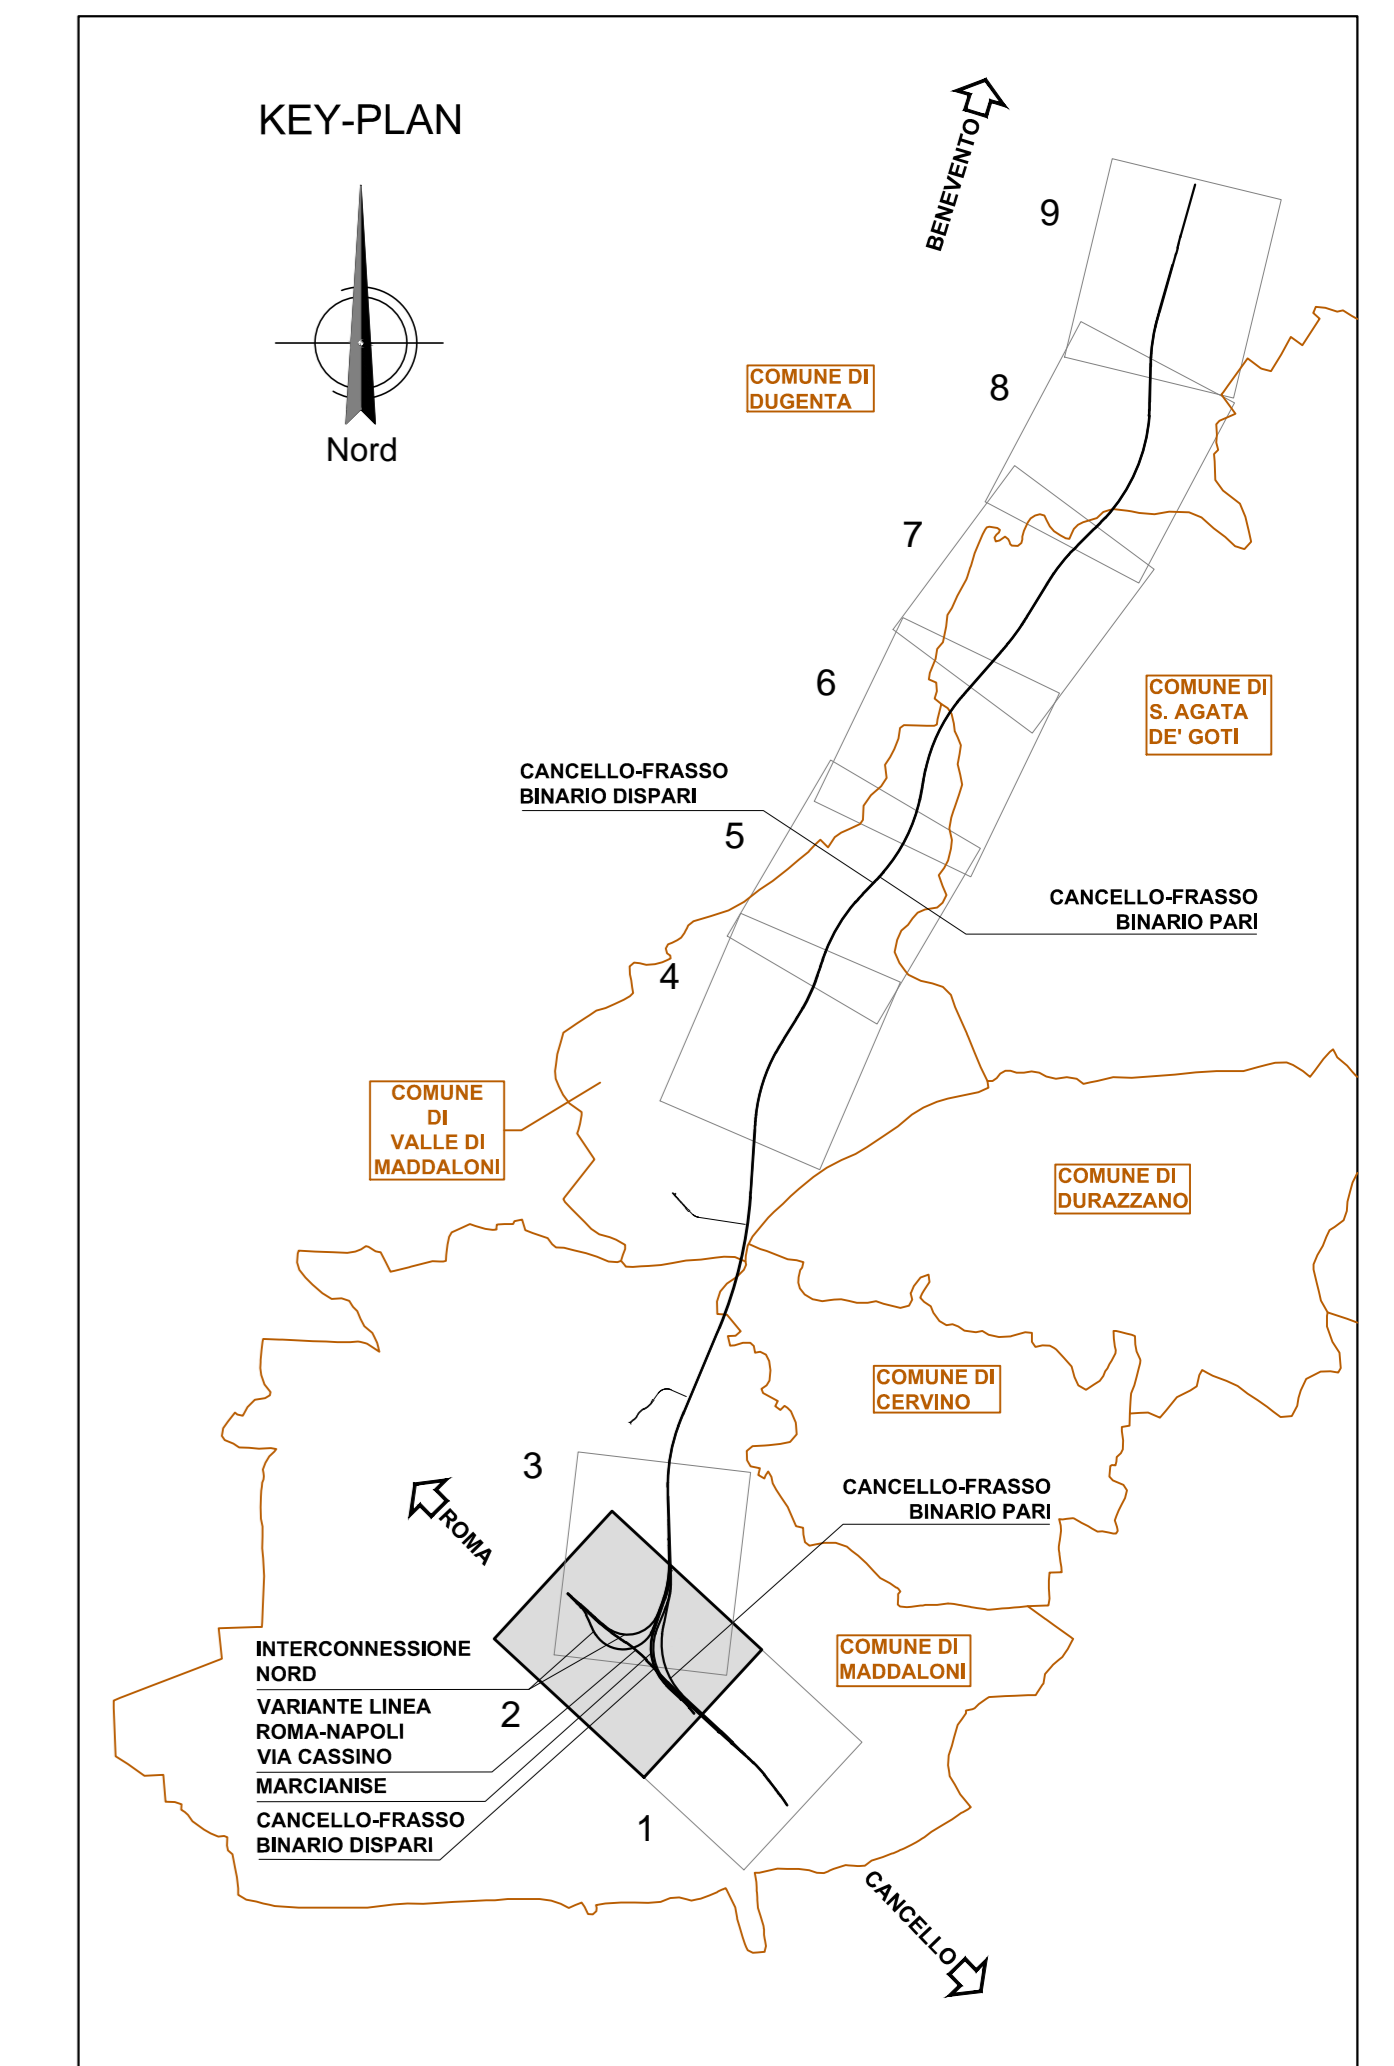 KEY-PLAN
Nord
BENEVENTO
9
COMUNE DI
DUGENTA
8
7
6
COMUNE DI
S. AGATA
DE' GOTI
CANCELLO-FRASSO
BINARIO DISPARI
5
CANCELLO-FRASSO
BINARIO PARI
4
COMUNE
DI
VALLE DI
MADDALONI
COMUNE DI
DURAZZANO
COMUNE DI
CERVINO
3
CANCELLO-FRASSO
BINARIO PARI
ROMA
COMUNE DI
MADDALONI
INTERCONNESSIONE
NORD
2
VARIANTE LINEA
ROMA-NAPOLI
VIA CASSINO
MARCIANISE
CANCELLO-FRASSO
BINARIO DISPARI
1
CANCELLO